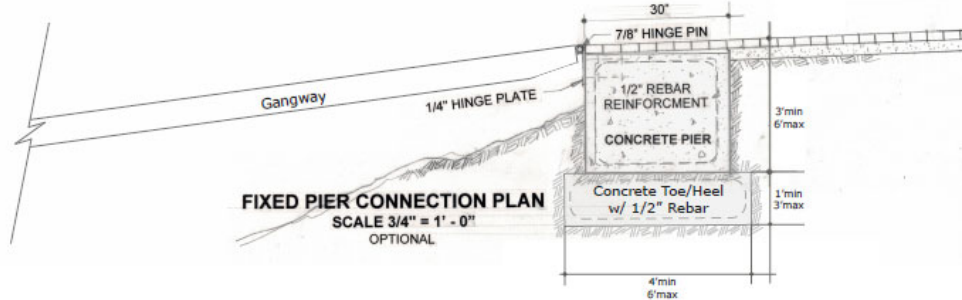 30"
7/8" HINGE PIN
Gangway
1/4" HINGE PLATE
1/2" REBAR
REINFORCMENT
CONCRETE PIER
3'min
6'max
FIXED PIER CONNECTION PLAN
SCALE 3/4" = 1' - 0"
OPTIONAL
Concrete Toe/Heel
w/ 1/2" Rebar
1'min
3'max
4'min
6'max